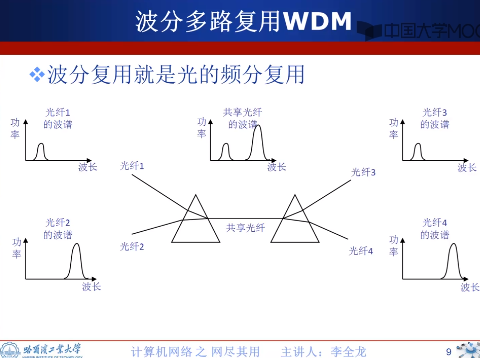 波分多路复用WDM
中国大学MOO
❖波分复用就是光的频分复用
光纤1
的波谱
功
率
波长
共享光纤
的波谱
功
率
波长
光纤3
的波谱
功
率
波长
光纤1
光纤3
共享光纤
光纤2
光纤4
光纤2
的波谱
功
率
波长
光纤4
的波谱
功
率
波长
哈尔滨工业大学
计算机网络 之 网尽其用 主讲人：李全龙
9